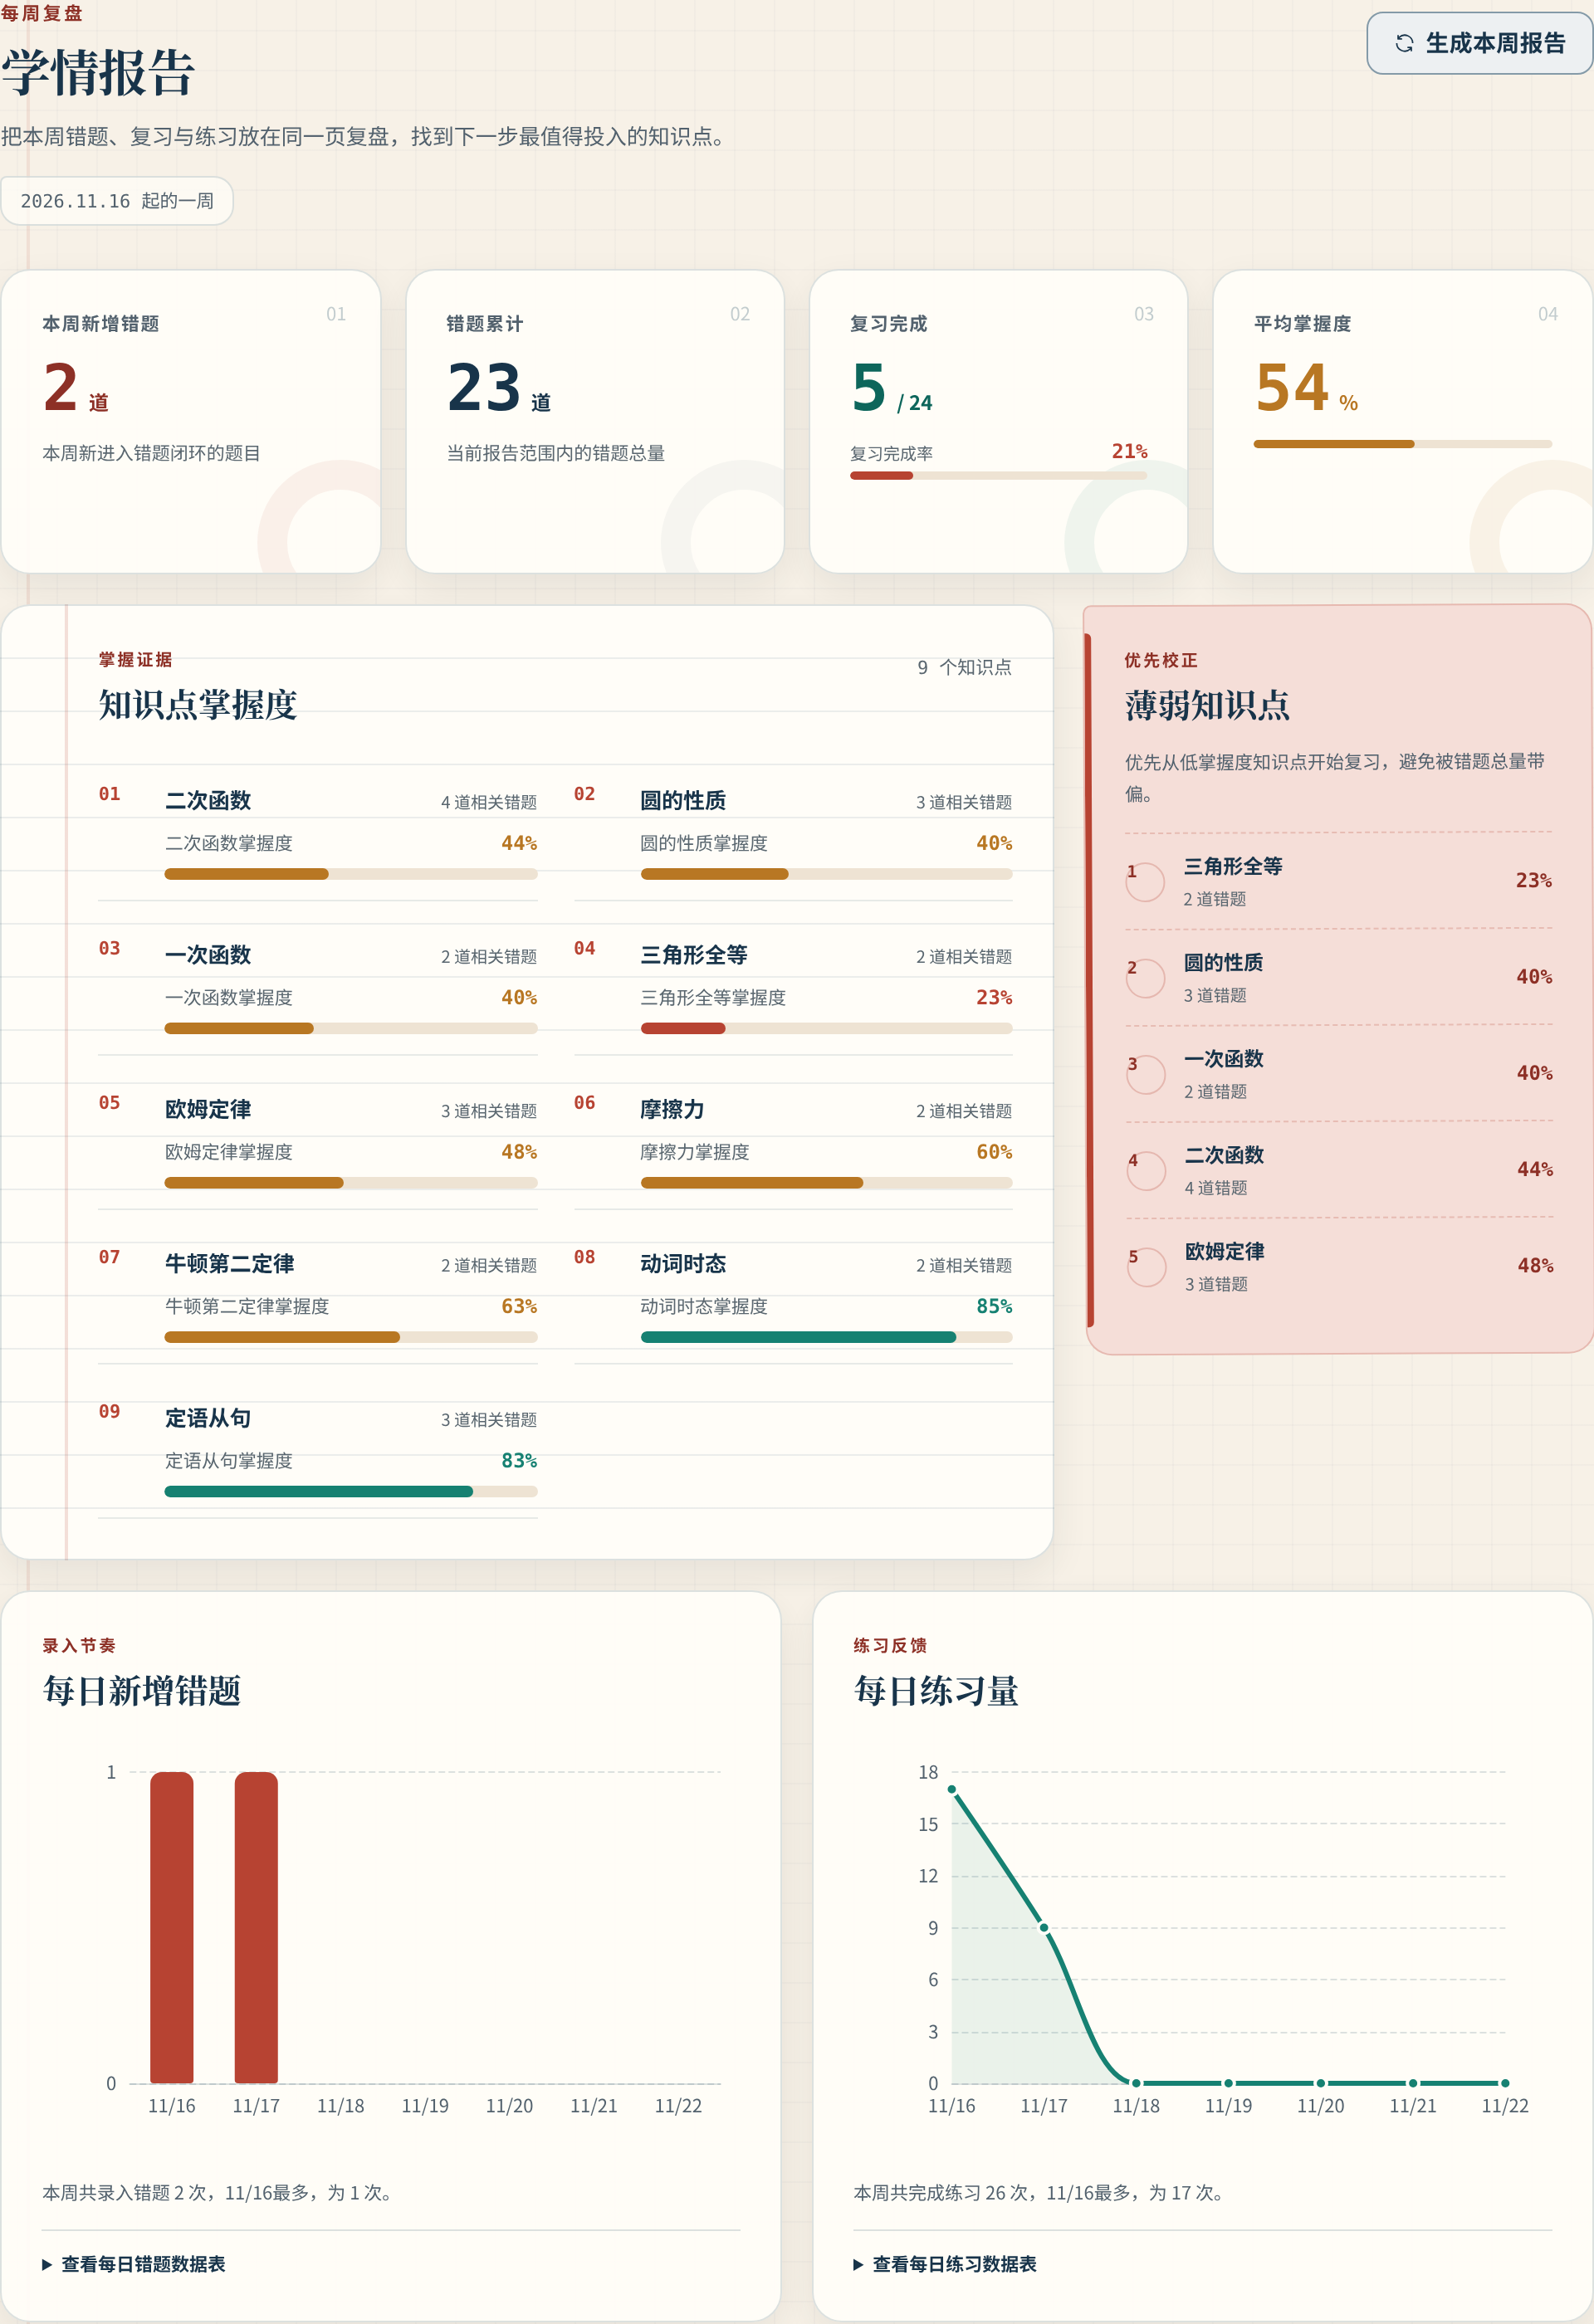 每周复盘
学情报告
生成本周报告
把本周错题、复习与练习放在同一页复盘，找到下一步最值得投入的知识点。
2026.11.16 起的一周
本周新增错题
01
2 道
本周新进入错题闭环的题目
错题累计
02
23 道
当前报告范围内的错题总量
复习完成
03
5 / 24
复习完成率
21%
平均掌握度
04
54 %
掌握证据
知识点掌握度
9 个知识点
01
二次函数
4 道相关错题
二次函数掌握度
44%
02
圆的性质
3 道相关错题
圆的性质掌握度
40%
03
一次函数
2 道相关错题
一次函数掌握度
40%
04
三角形全等
2 道相关错题
三角形全等掌握度
23%
05
欧姆定律
3 道相关错题
欧姆定律掌握度
48%
06
摩擦力
2 道相关错题
摩擦力掌握度
60%
07
牛顿第二定律
2 道相关错题
牛顿第二定律掌握度
63%
08
动词时态
2 道相关错题
动词时态掌握度
85%
09
定语从句
3 道相关错题
定语从句掌握度
83%
优先校正
薄弱知识点
优先从低掌握度知识点开始复习，避免被错题总量带
偏。
1
三角形全等
2 道错题
23%
2
圆的性质
3 道错题
40%
3
一次函数
2 道错题
40%
4
二次函数
4 道错题
44%
5
欧姆定律
3 道错题
48%
录入节奏
每日新增错题
1
0
11/16 11/17 11/18 11/19 11/20 11/21 11/22
本周共录入错题 2 次，11/16最多，为 1 次。
查看每日错题数据表
练习反馈
每日练习量
18
15
12
9
6
3
0
11/16 11/17 11/18 11/19 11/20 11/21 11/22
本周共完成练习 26 次，11/16最多，为 17 次。
查看每日练习数据表